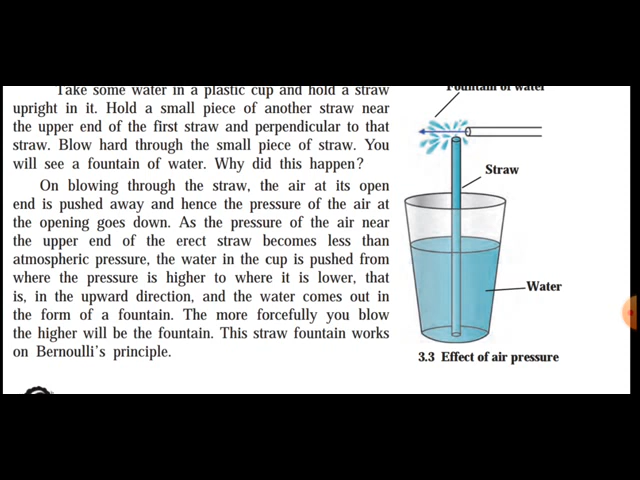 Take some water in a plastic cup and hold a straw
upright in it. Hold a small piece of another straw near
the upper end of the first straw and perpendicular to that
straw. Blow hard through the small piece of straw. You
will see a fountain of water. Why did this happen?
On blowing through the straw, the air at its open
end is pushed away and hence the pressure of the air at
the opening goes down. As the pressure of the air near
the upper end of the erect straw becomes less than
atmospheric pressure, the water in the cup is pushed from
where the pressure is higher to where it is lower, that
is, in the upward direction, and the water comes out in
the form of a fountain. The more forcefully you blow
the higher will be the fountain. This straw fountain works
on Bernoulli's principle.
Fountain of water
Straw
Water
3.3 Effect of air pressure